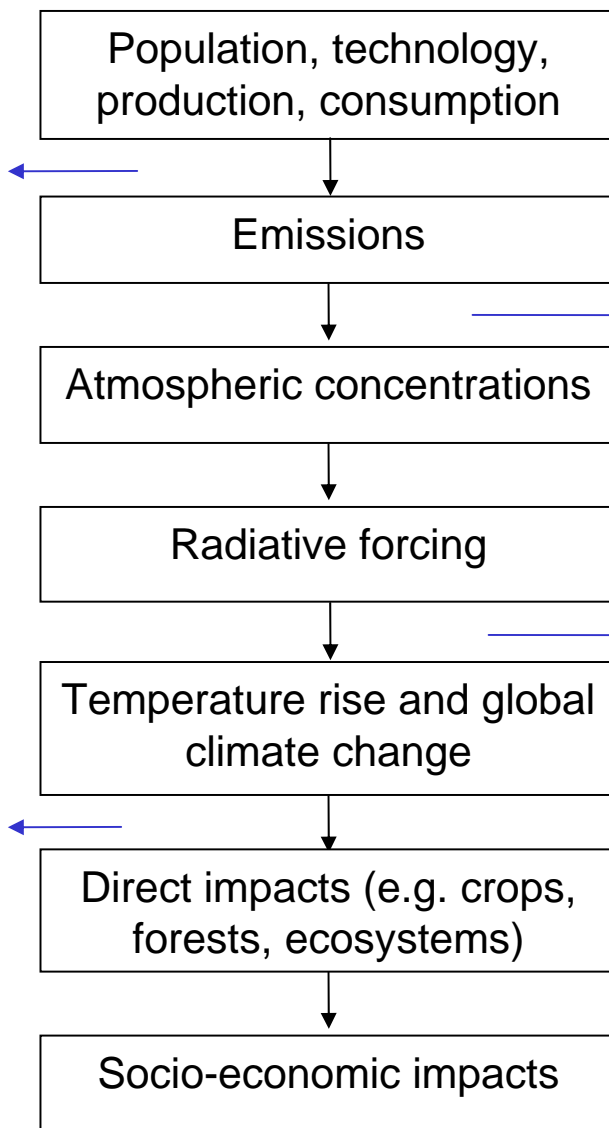 Population, technology,
production, consumption
Emissions
Atmospheric concentrations
Radiative forcing
Temperature rise and global
climate change
Direct impacts (e.g. crops,
forests, ecosystems)
Socio-economic impacts